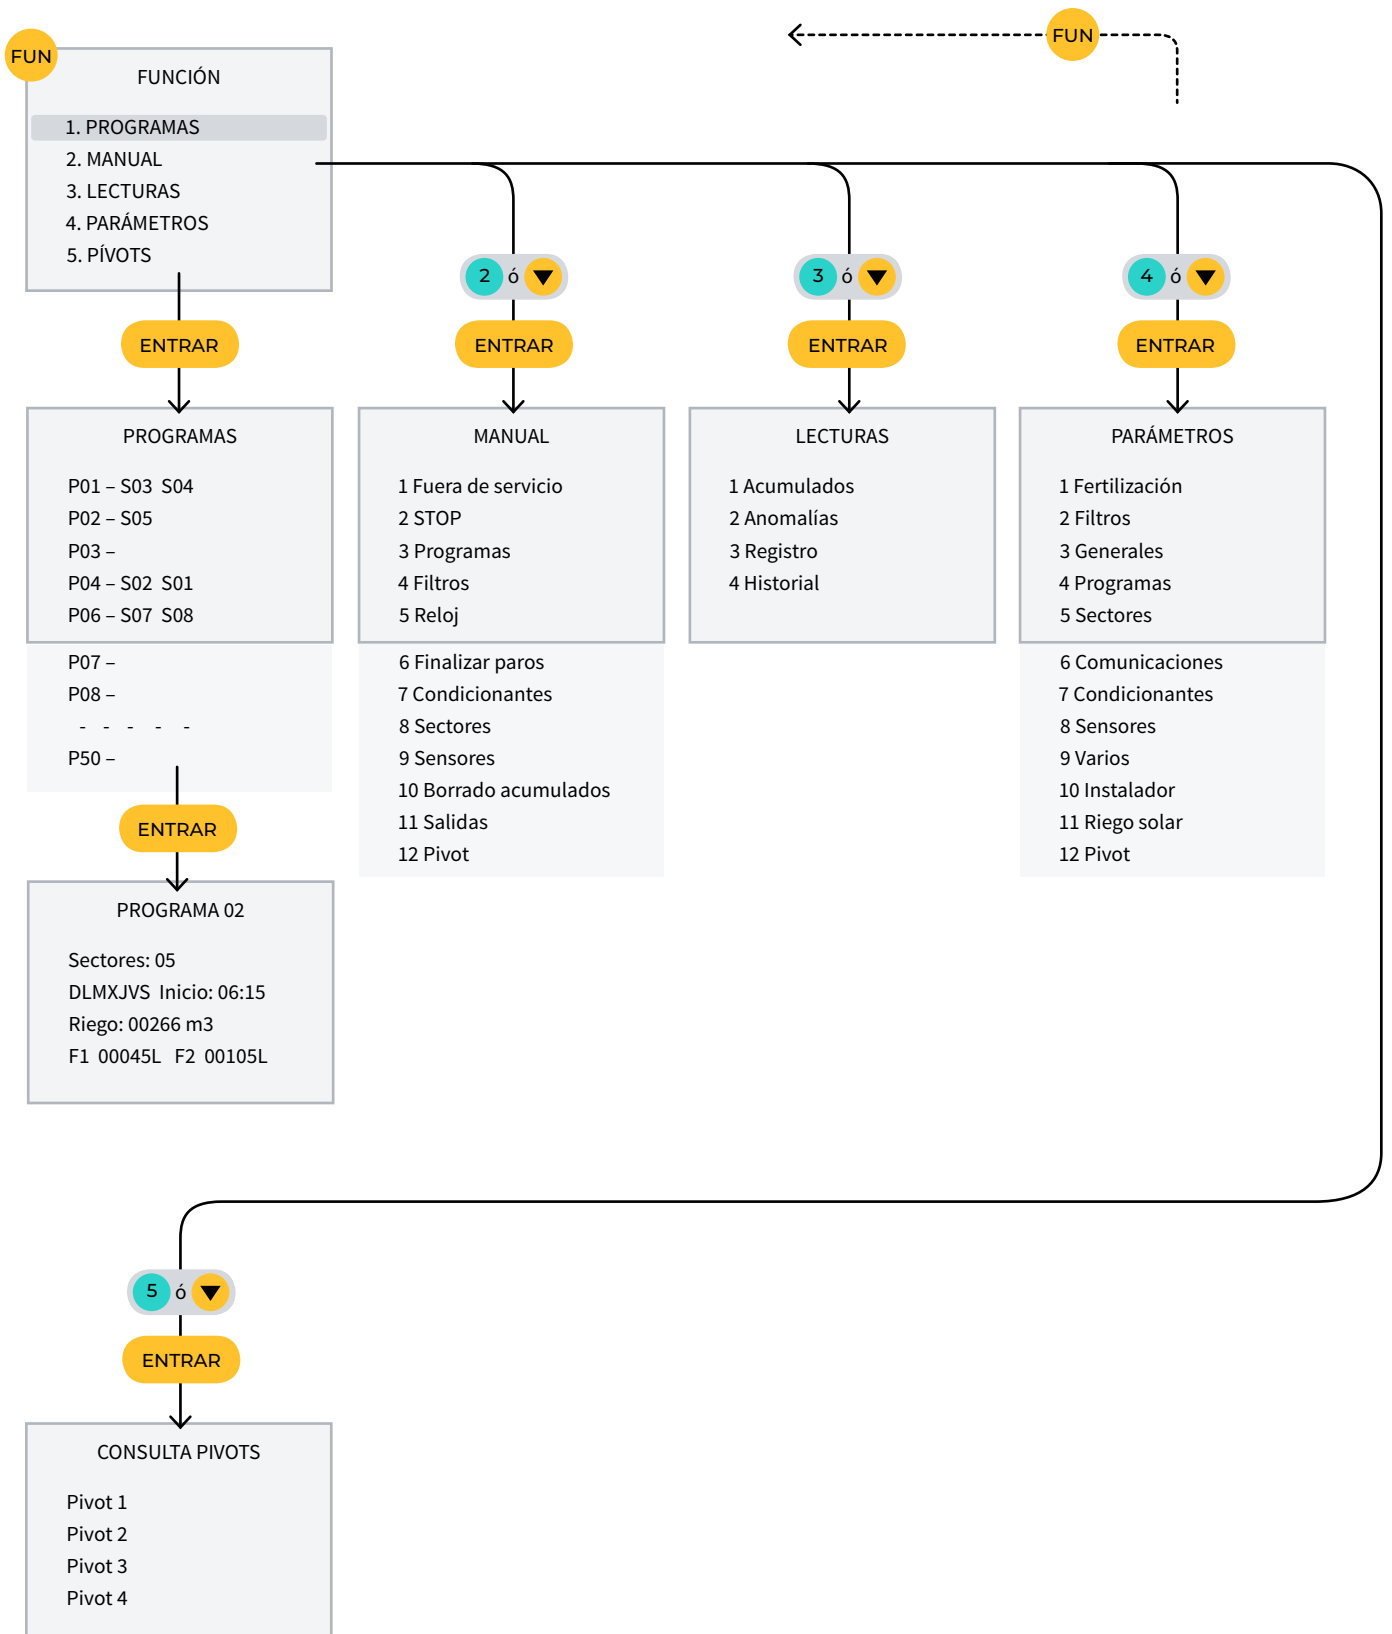 FUN
FUN
FUNCIÓN
1. PROGRAMAS
2. MANUAL
3. LECTURAS
4. PARÁMETROS
5. PÍVOTS
2 ó
3 ó
4 ó
ENTRAR
ENTRAR
ENTRAR
ENTRAR
PROGRAMAS
P01 – S03 S04
P02 – S05
P03 –
P04 – S02 S01
P06 – S07 S08
P07 –
P08 –
- - - - -
P50 –
MANUAL
1 Fuera de servicio
2 STOP
3 Programas
4 Filtros
5 Reloj
6 Finalizar paros
7 Condicionantes
8 Sectores
9 Sensores
10 Borrado acumulados
11 Salidas
12 Pivot
LECTURAS
1 Acumulados
2 Anomalías
3 Registro
4 Historial
PARÁMETROS
1 Fertilización
2 Filtros
3 Generales
4 Programas
5 Sectores
6 Comunicaciones
7 Condicionantes
8 Sensores
9 Varios
10 Instalador
11 Riego solar
12 Pivot
ENTRAR
PROGRAMA 02
Sectores: 05
DLMXJVS Inicio: 06:15
Riego: 00266 m3
F1 00045L F2 00105L
5 ó
ENTRAR
CONSULTA PIVOTS
Pivot 1
Pivot 2
Pivot 3
Pivot 4